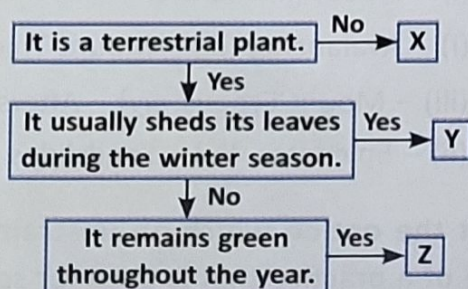 It is a terrestrial plant.
No
X
Yes
It usually sheds its leaves
during the winter season.
Yes
Y
No
It remains green
throughout the year.
Yes
Z